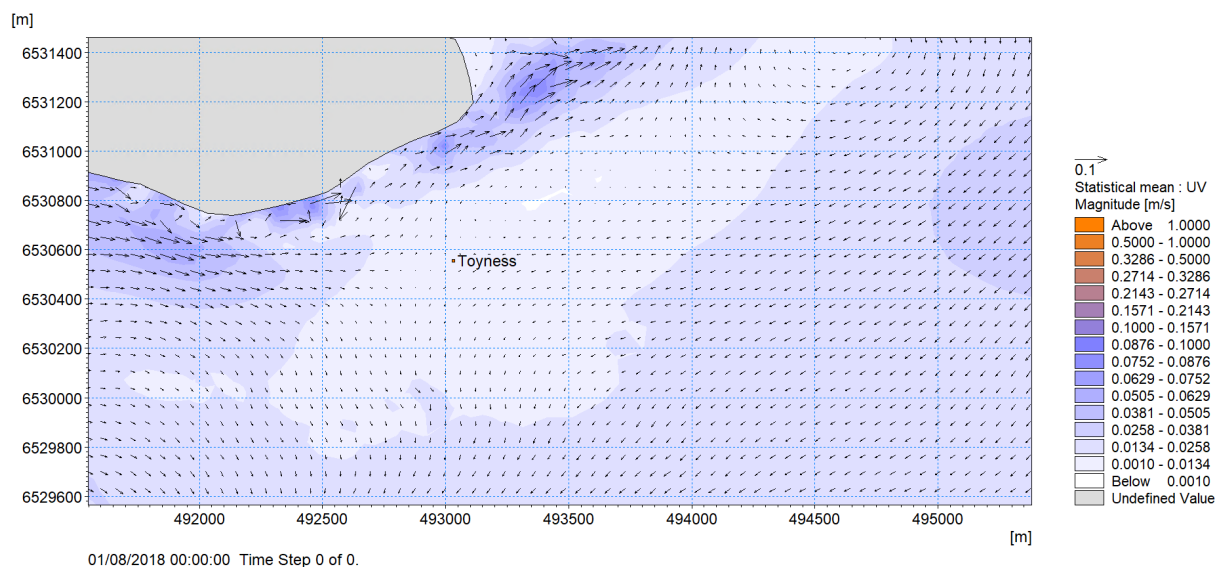 [m]
6531400
6531200
6531000
6530800
6530600
6530400
6530200
6530000
6529800
6529600
Toyness
492000 492500 493000 493500 494000 494500 495000
[m]
01/08/2018 00:00:00 Time Step 0 of 0.
0.1
Statistical mean : UV
Magnitude [m/s]
Above 1.0000
0.5000 - 1.0000
0.3286 - 0.5000
0.2714 - 0.3286
0.2143 - 0.2714
0.1571 - 0.2143
0.1000 - 0.1571
0.0876 - 0.1000
0.0752 - 0.0876
0.0629 - 0.0752
0.0505 - 0.0629
0.0381 - 0.0505
0.0258 - 0.0381
0.0134 - 0.0258
0.0010 - 0.0134
Below 0.0010
Undefined Value